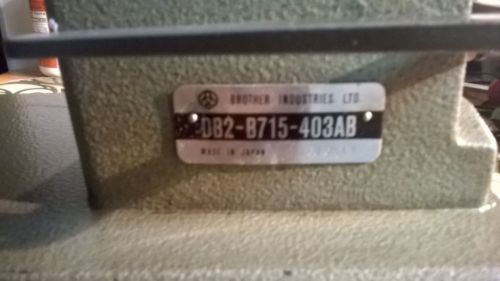 BROTHER INDUSTRIES, LTD.
DB2-B715-403AB
MADE IN JAPAN